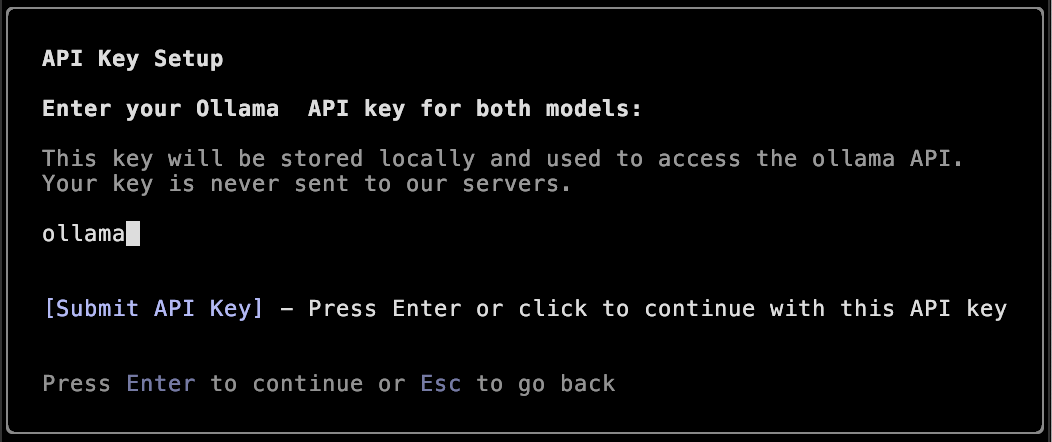 API Key Setup
Enter your Ollama  API key for both models:
This key will be stored locally and used to access the ollama API.
Your key is never sent to our servers.
ollama
[Submit API Key] – Press Enter or click to continue with this API key
Press Enter to continue or Esc to go back